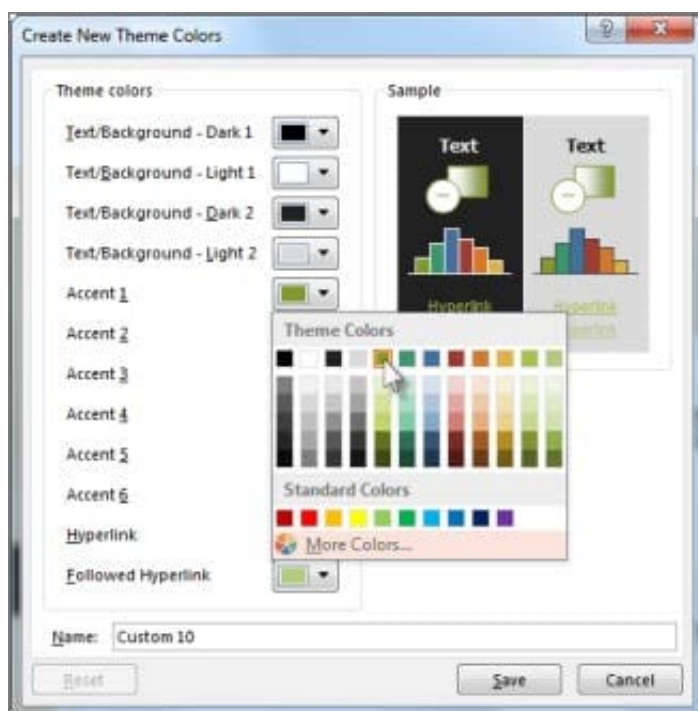 Create New Theme Colors
Theme colors
Text/Background - Dark 1
Text/Background - Light 1
Text/Background - Dark 2
Text/Background - Light 2
Accent 1
Accent 2
Accent 3
Accent 4
Accent 5
Accent 6
Hyperlink
Followed Hyperlink
Sample
Text Text
Hyperlink Hyperlink
Hyperlink
Theme Colors
Standard Colors
More Colors...
Name: Custom 10
Reset Save Cancel